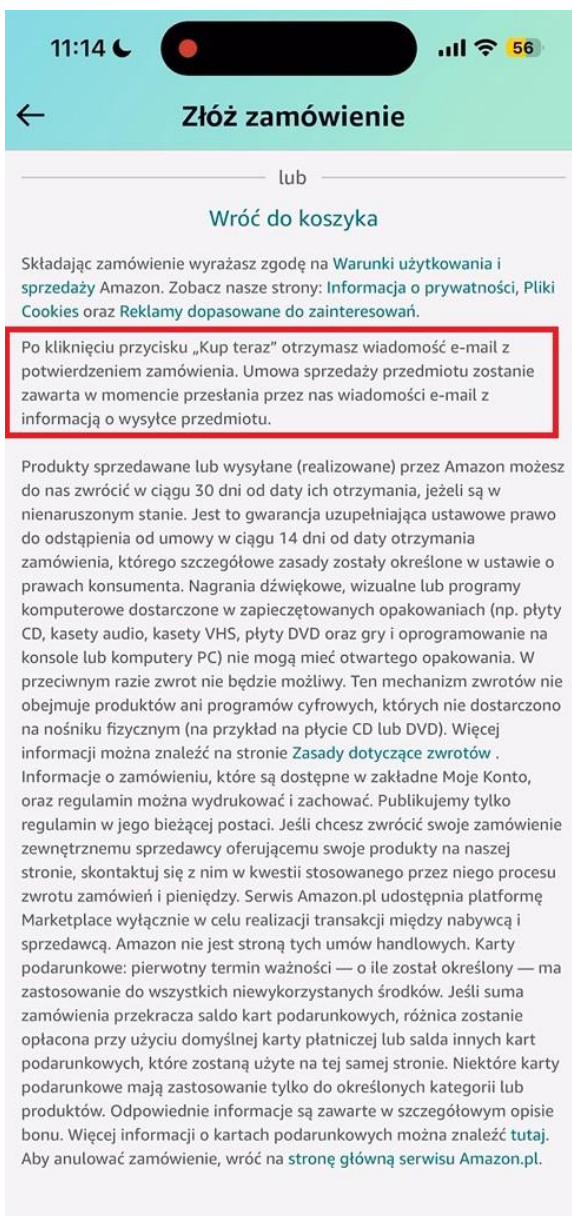 11:14
56
Złóż zamówienie
lub
Wróć do koszyka
Składając zamówienie wyrażasz zgodę na Warunki użytkowania i
sprzedaży Amazon. Zobacz nasze strony: Informacja o prywatności, Pliki
Cookies oraz Reklamy dopasowane do zainteresowań.
Po kliknięciu przycisku „Kup teraz” otrzymasz wiadomość e-mail z
potwierdzeniem zamówienia. Umowa sprzedaży przedmiotu zostanie
zawarta w momencie przesłania przez nas wiadomości e-mail z
informacją o wysyłce przedmiotu.
Produkty sprzedawane lub wysyłane (realizowane) przez Amazon możesz
do nas zwrócić w ciągu 30 dni od daty ich otrzymania, jeżeli są w
nienaruszonym stanie. Jest to gwarancja uzupełniająca ustawowe prawo
do odstąpienia od umowy w ciągu 14 dni od daty otrzymania
zamówienia, którego szczegółowe zasady zostały określone w ustawie o
prawach konsumenta. Nagrania dźwiękowe, wizualne lub programy
komputerowe dostarczone w zapieczętowanych opakowaniach (np. płyty
CD, kasety audio, kasety VHS, płyty DVD oraz gry i oprogramowanie na
konsole lub komputery PC) nie mogą mieć otwartego opakowania. W
przeciwnym razie zwrot nie będzie możliwy. Ten mechanizm zwrotów nie
obejmuje produktów ani programów cyfrowych, których nie dostarczono
na nośniku fizycznym (na przykład na płycie CD lub DVD). Więcej
informacji można znaleźć na stronie Zasady dotyczące zwrotów .
Informacje o zamówieniu, które są dostępne w zakładne Moje Konto,
oraz regulamin można wydrukować i zachować. Publikujemy tylko
regulamin w jego bieżącej postaci. Jeśli chcesz zwrócić swoje zamówienie
zewnętrznemu sprzedawcy oferującemu swoje produkty na naszej
stronie, skontaktuj się z nim w kwestii stosowanego przez niego procesu
zwrotu zamówień i pieniędzy. Serwis Amazon.pl udostępnia platformę
Marketplace wyłącznie w celu realizacji transakcji między nabywcą i
sprzedawcą. Amazon nie jest stroną tych umów handlowych. Karty
podarunkowe: pierwotny termin ważności — o ile został określony — ma
zastosowanie do wszystkich niewykorzystanych środków. Jeśli suma
zamówienia przekracza saldo kart podarunkowych, różnica zostanie
opłacona przy użyciu domyślnej karty płatniczej lub salda innych kart
podarunkowych, które zostaną użyte na tej samej stronie. Niektóre karty
podarunkowe mają zastosowanie tylko do określonych kategorii lub
produktów. Odpowiednie informacje są zawarte w szczegółowym opisie
bonu. Więcej informacji o kartach podarunkowych można znaleźć tutaj.
Aby anulować zamówienie, wróć na stronę główną serwisu Amazon.pl.